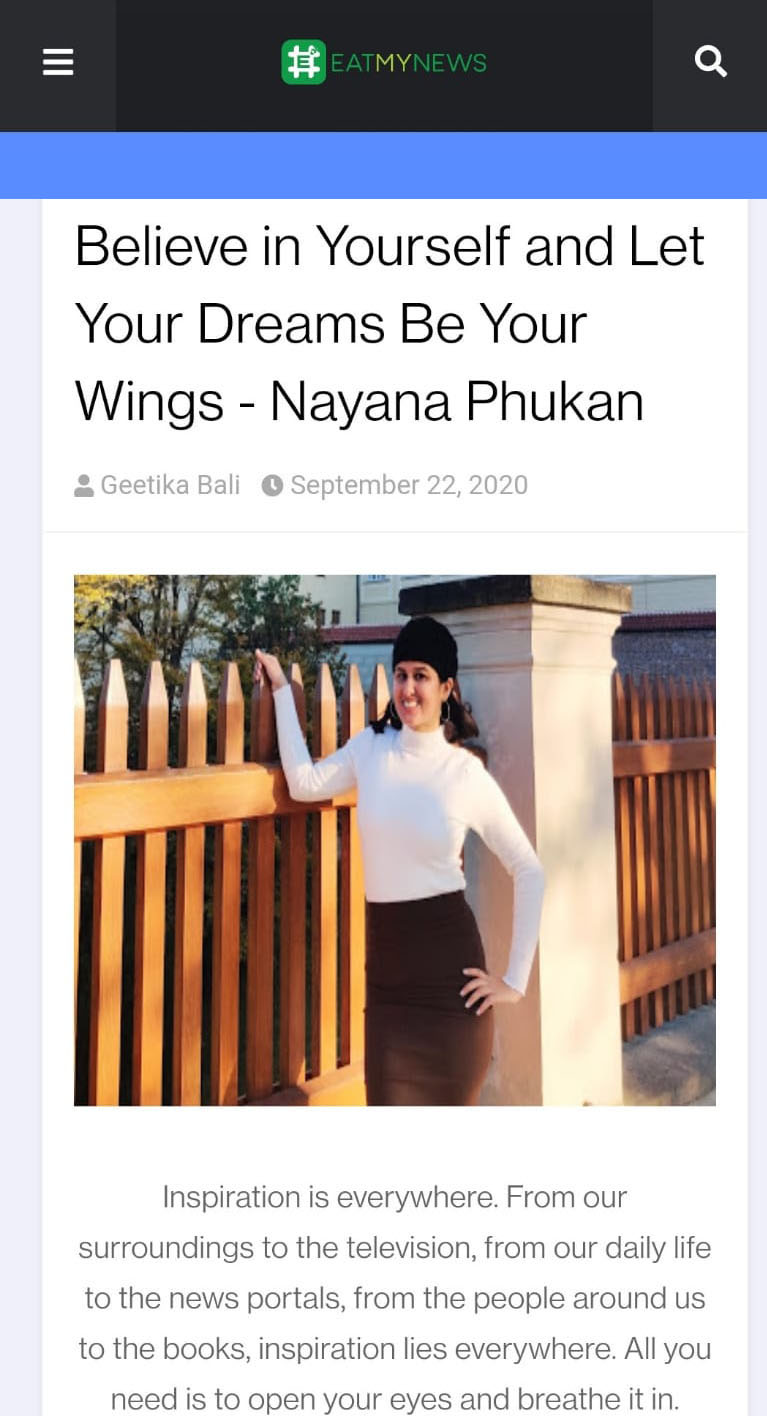 EATMYNEWS
Believe in Yourself and Let
Your Dreams Be Your
Wings - Nayana Phukan
Geetika Bali September 22, 2020
Inspiration is everywhere. From our
surroundings to the television, from our daily life
to the news portals, from the people around us
to the books, inspiration lies everywhere. All you
need is to open your eyes and breathe it in.